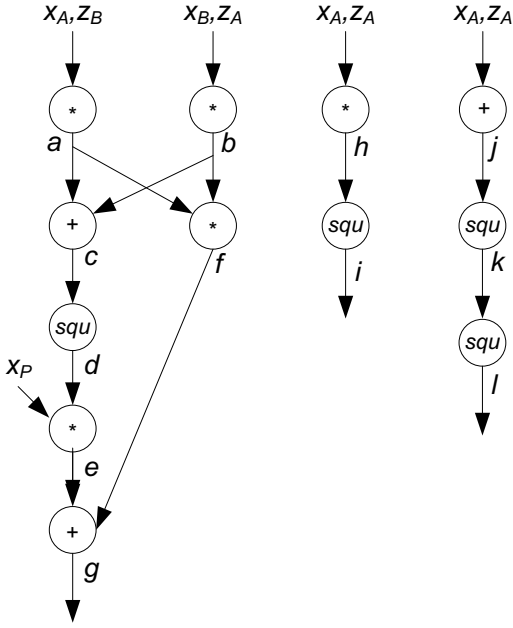 x_A,z_B x_B,z_A x_A,z_A x_A,z_A
* * * +
a b h j
+ * squ squ
c f i k
squ squ
x_P d l
*
e
+
g